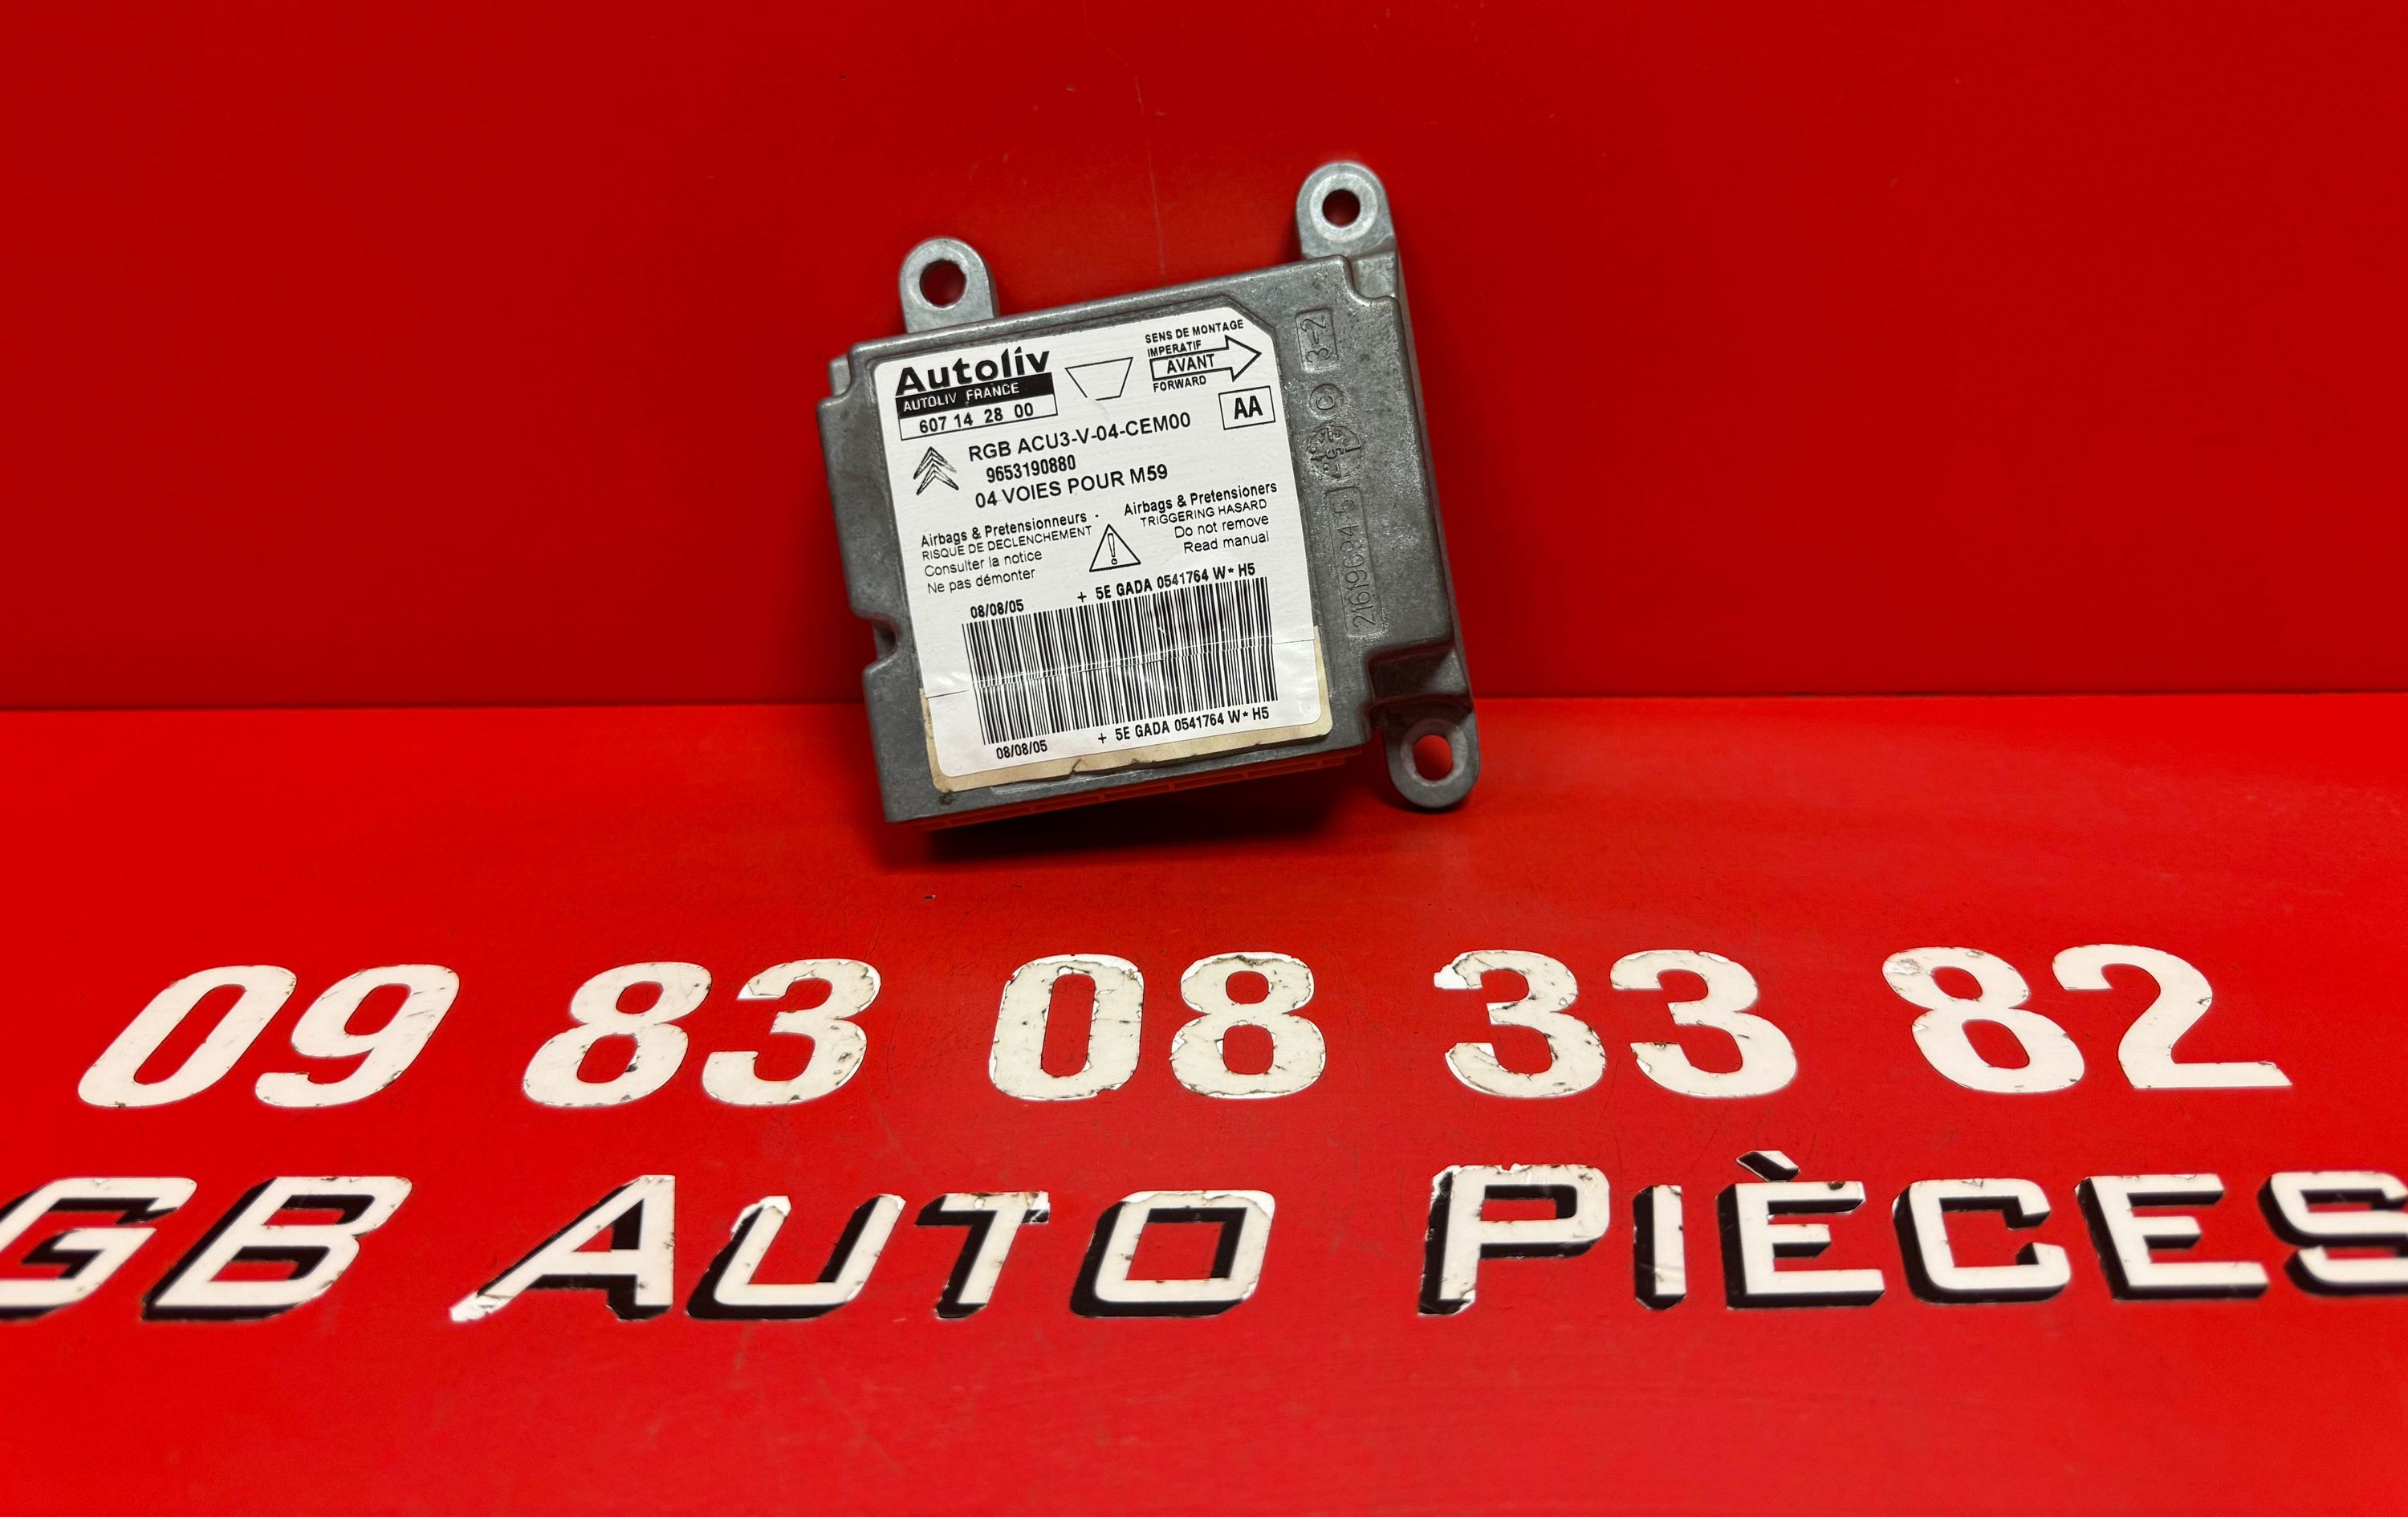 Autoliv
AUTOLIV FRANCE
607 14 28 00
SENS DE MONTAGE
IMPERATIF
AVANT
FORWARD
AA
RGB ACU3-V-04-CEM00
9653190880
04 VOIES POUR M59
Airbags & Pretensionneurs -
RISQUE DE DECLENCHEMENT
Consulter la notice
Ne pas démonter
Airbags & Pretensioners
TRIGGERING HASARD
Do not remove
Read manual
08/08/05 + 5E GADA 0541764 W* H5
08/08/05 + 5E GADA 0541764 W* H5
3-2
C
09 83 08 33 82
GB AUTO PIÈCES